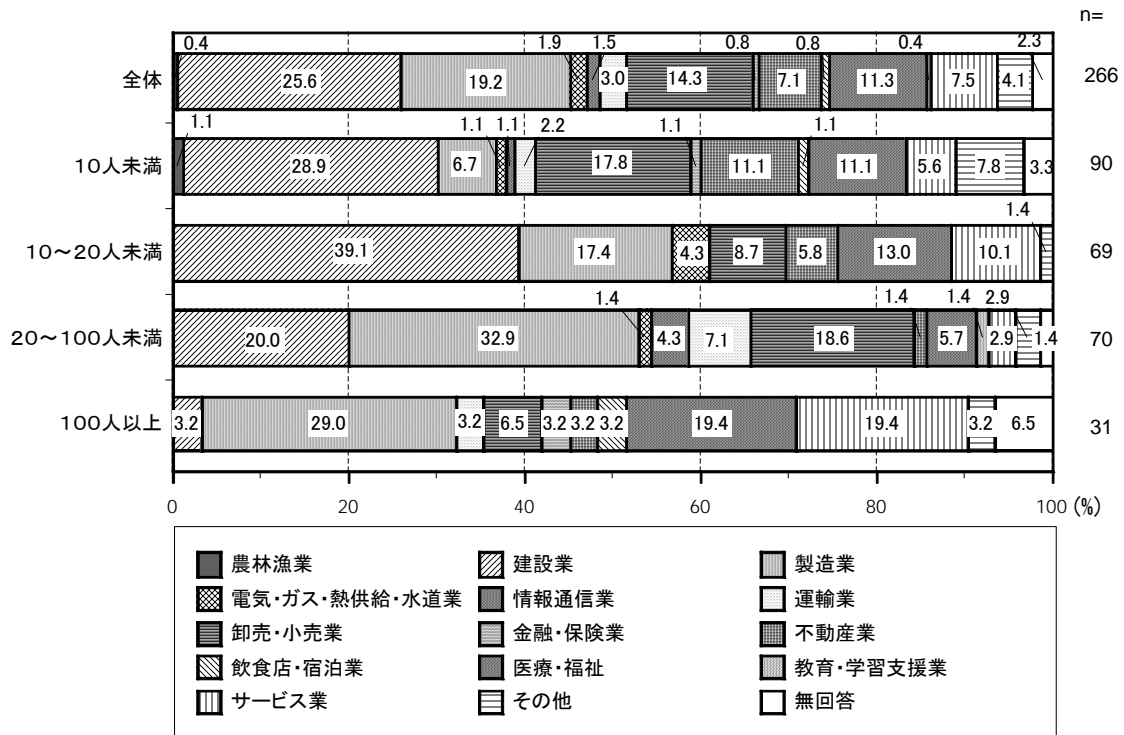 n=
0.4 1.9 1.5 0.8 0.8 0.4 2.3
全体 25.6 19.2 3.0 14.3 7.1 11.3 7.5 4.1 266
1.1 1.1 1.1 2.2 1.1 1.1
10人未満 28.9 6.7 17.8 11.1 11.1 5.6 7.8 3.3 90
1.4
10～20人未満 39.1 17.4 4.3 8.7 5.8 13.0 10.1 69
1.4 1.4 1.4 2.9
20～100人未満 20.0 32.9 4.3 7.1 18.6 5.7 2.9 1.4 70
100人以上 3.2 29.0 3.2 6.5 3.2 3.2 3.2 19.4 19.4 3.2 6.5 31
0 20 40 60 80 100 (%)
農林漁業 建設業 製造業
電気・ガス・熱供給・水道業 情報通信業 運輸業
卸売・小売業 金融・保険業 不動産業
飲食店・宿泊業 医療・福祉 教育・学習支援業
サービス業 その他 無回答